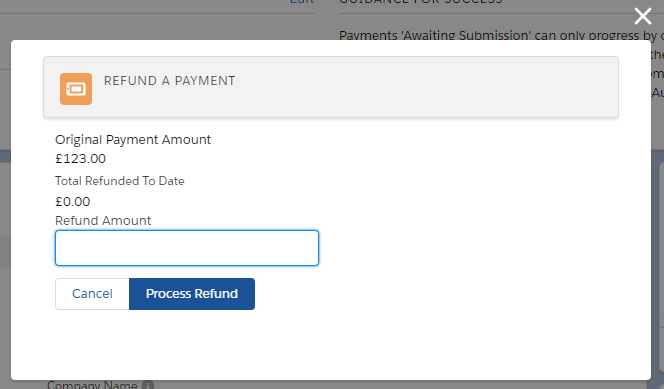 Edit
GUIDANCE FOR SUCCESS
Payments 'Awaiting Submission' can only progress by
REFUND A PAYMENT
Original Payment Amount
£123.00
Total Refunded To Date
£0.00
Refund Amount
Cancel
Process Refund
Company Name